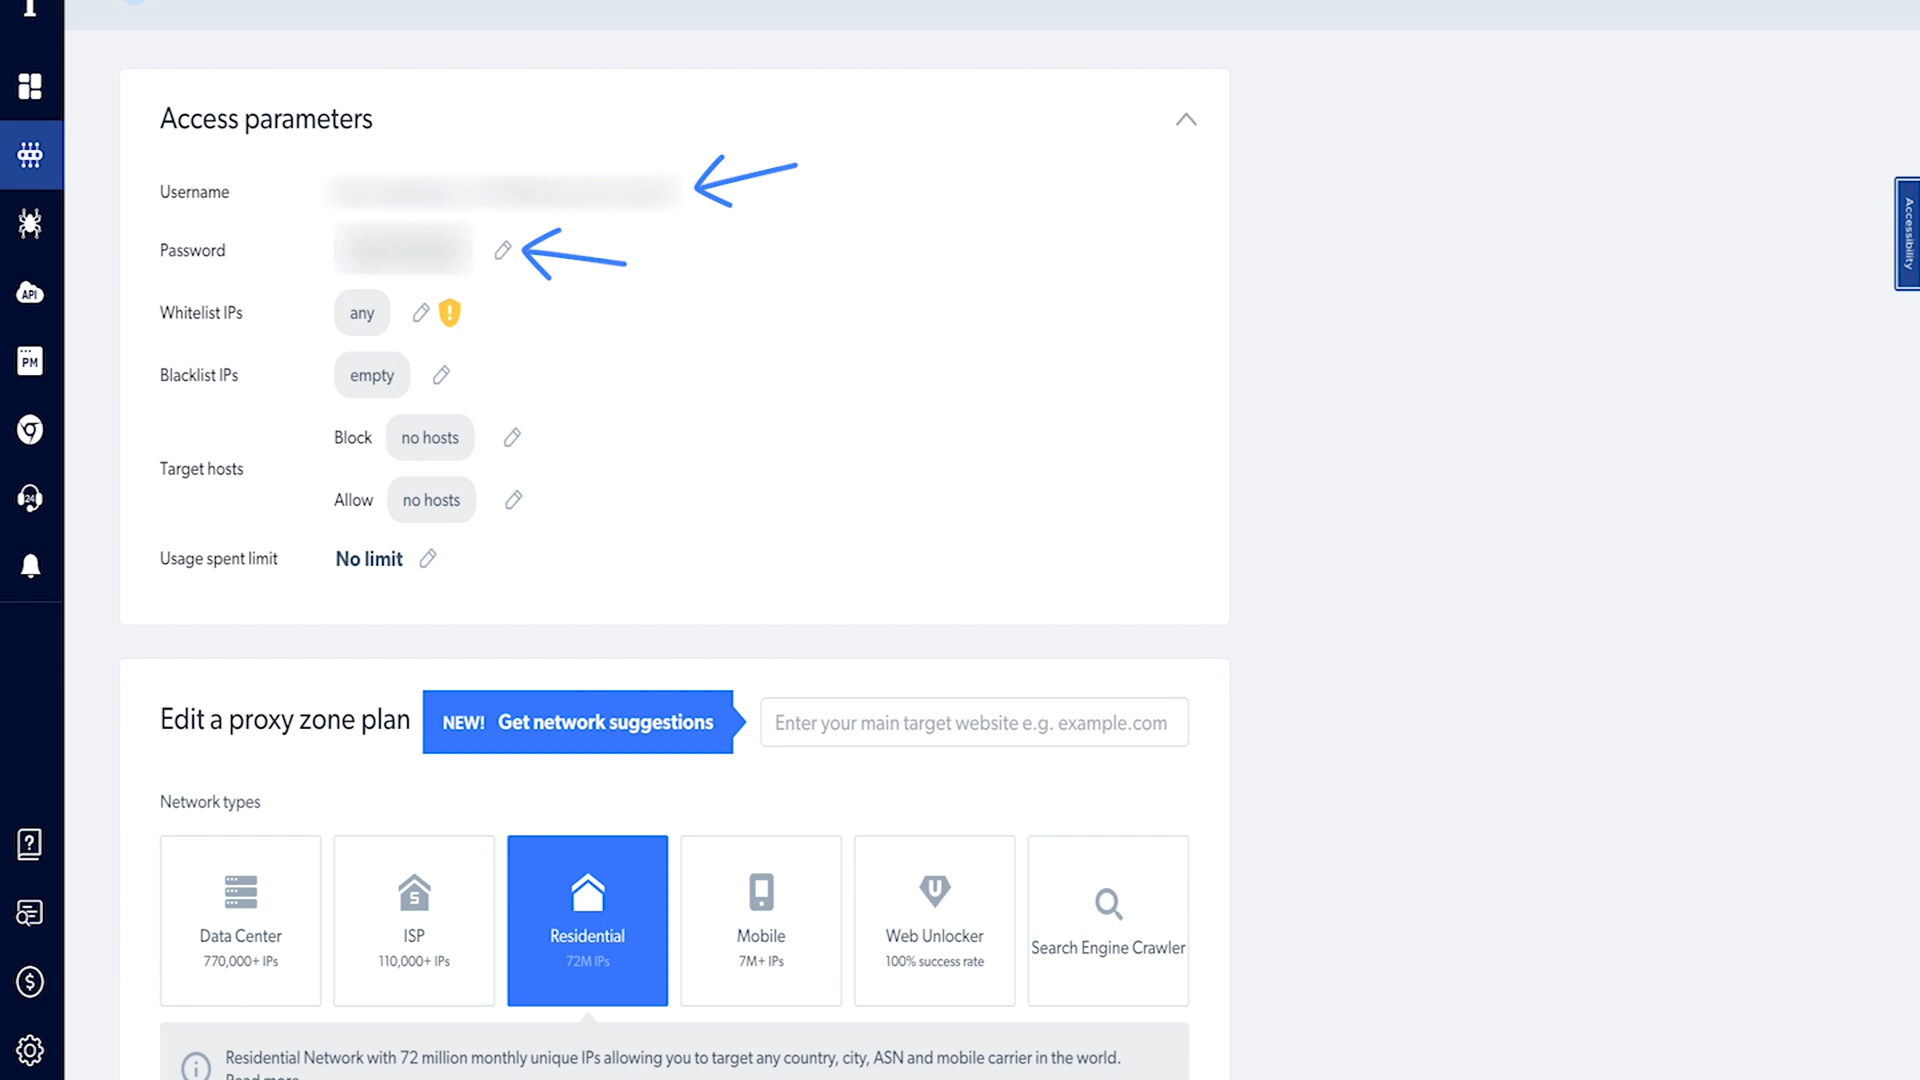 Access parameters
Username
Password
Whitelist IPs any
Blacklist IPs empty
Target hosts
Block no hosts
Allow no hosts
Usage spent limit No limit
Edit a proxy zone plan NEW! Get network suggestions Enter your main target website e.g. example.com
Network types
Data Center
770,000+ IPs
ISP
110,000+ IPs
Residential
72M IPs
Mobile
7M+ IPs
Web Unlocker
100% success rate
Search Engine Crawler
Residential Network with 72 million monthly unique IPs allowing you to target any country, city, ASN and mobile carrier in the world.
Read more
API
PM
24
Accessibility